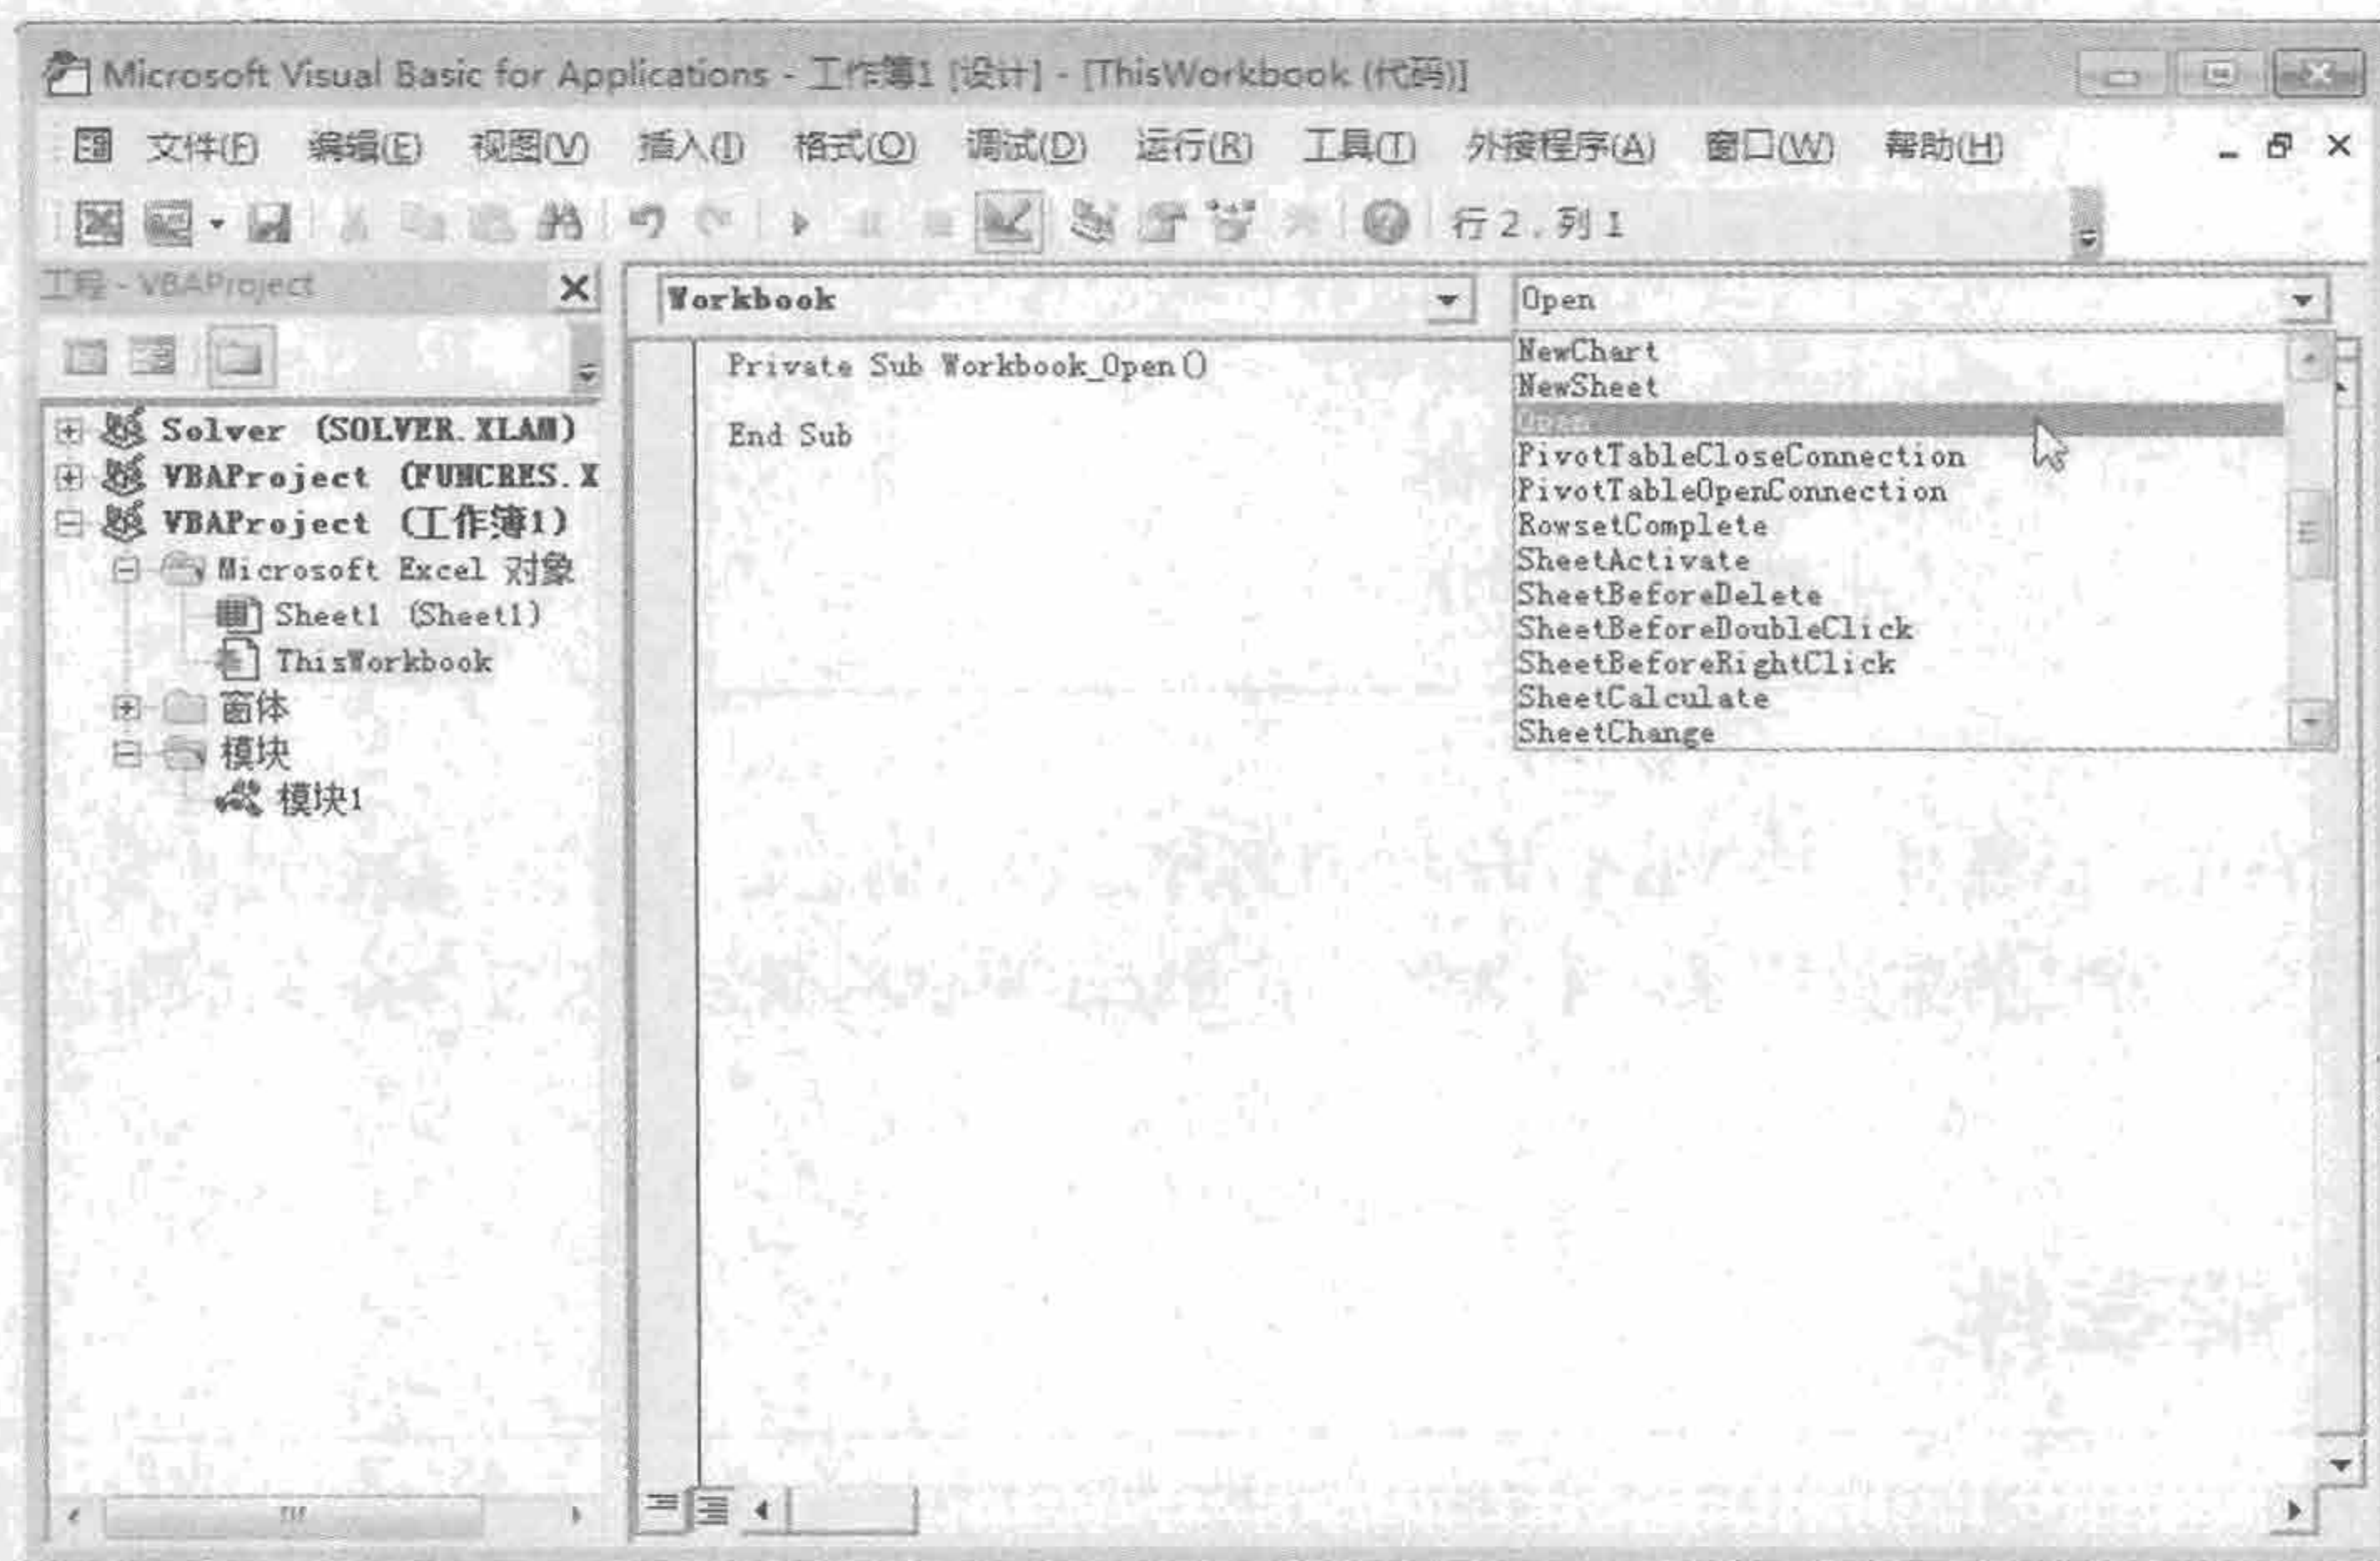 Microsoft Visual Basic for Applications - 工作簿1 [设计] - [ThisWorkbook (代码)]
文件(F) 编辑(E) 视图(V) 插入(I) 格式(O) 调试(D) 运行(R) 工具(T) 外接程序(A) 窗口(W) 帮助(H)
行 2，列 1
工程 - VBAProject
Solver (SOLVER.XLAM)
VBAProject (FUNCRES.X
VBAProject (工作簿1)
Microsoft Excel 对象
Sheet1 (Sheet1)
ThisWorkbook
窗体
模块
模块1
Workbook
Open
Private Sub Workbook_Open()
End Sub
NewChart
NewSheet
Open
PivotTableCloseConnection
PivotTableOpenConnection
RowsetComplete
SheetActivate
SheetBeforeDelete
SheetBeforeDoubleClick
SheetBeforeRightClick
SheetCalculate
SheetChange